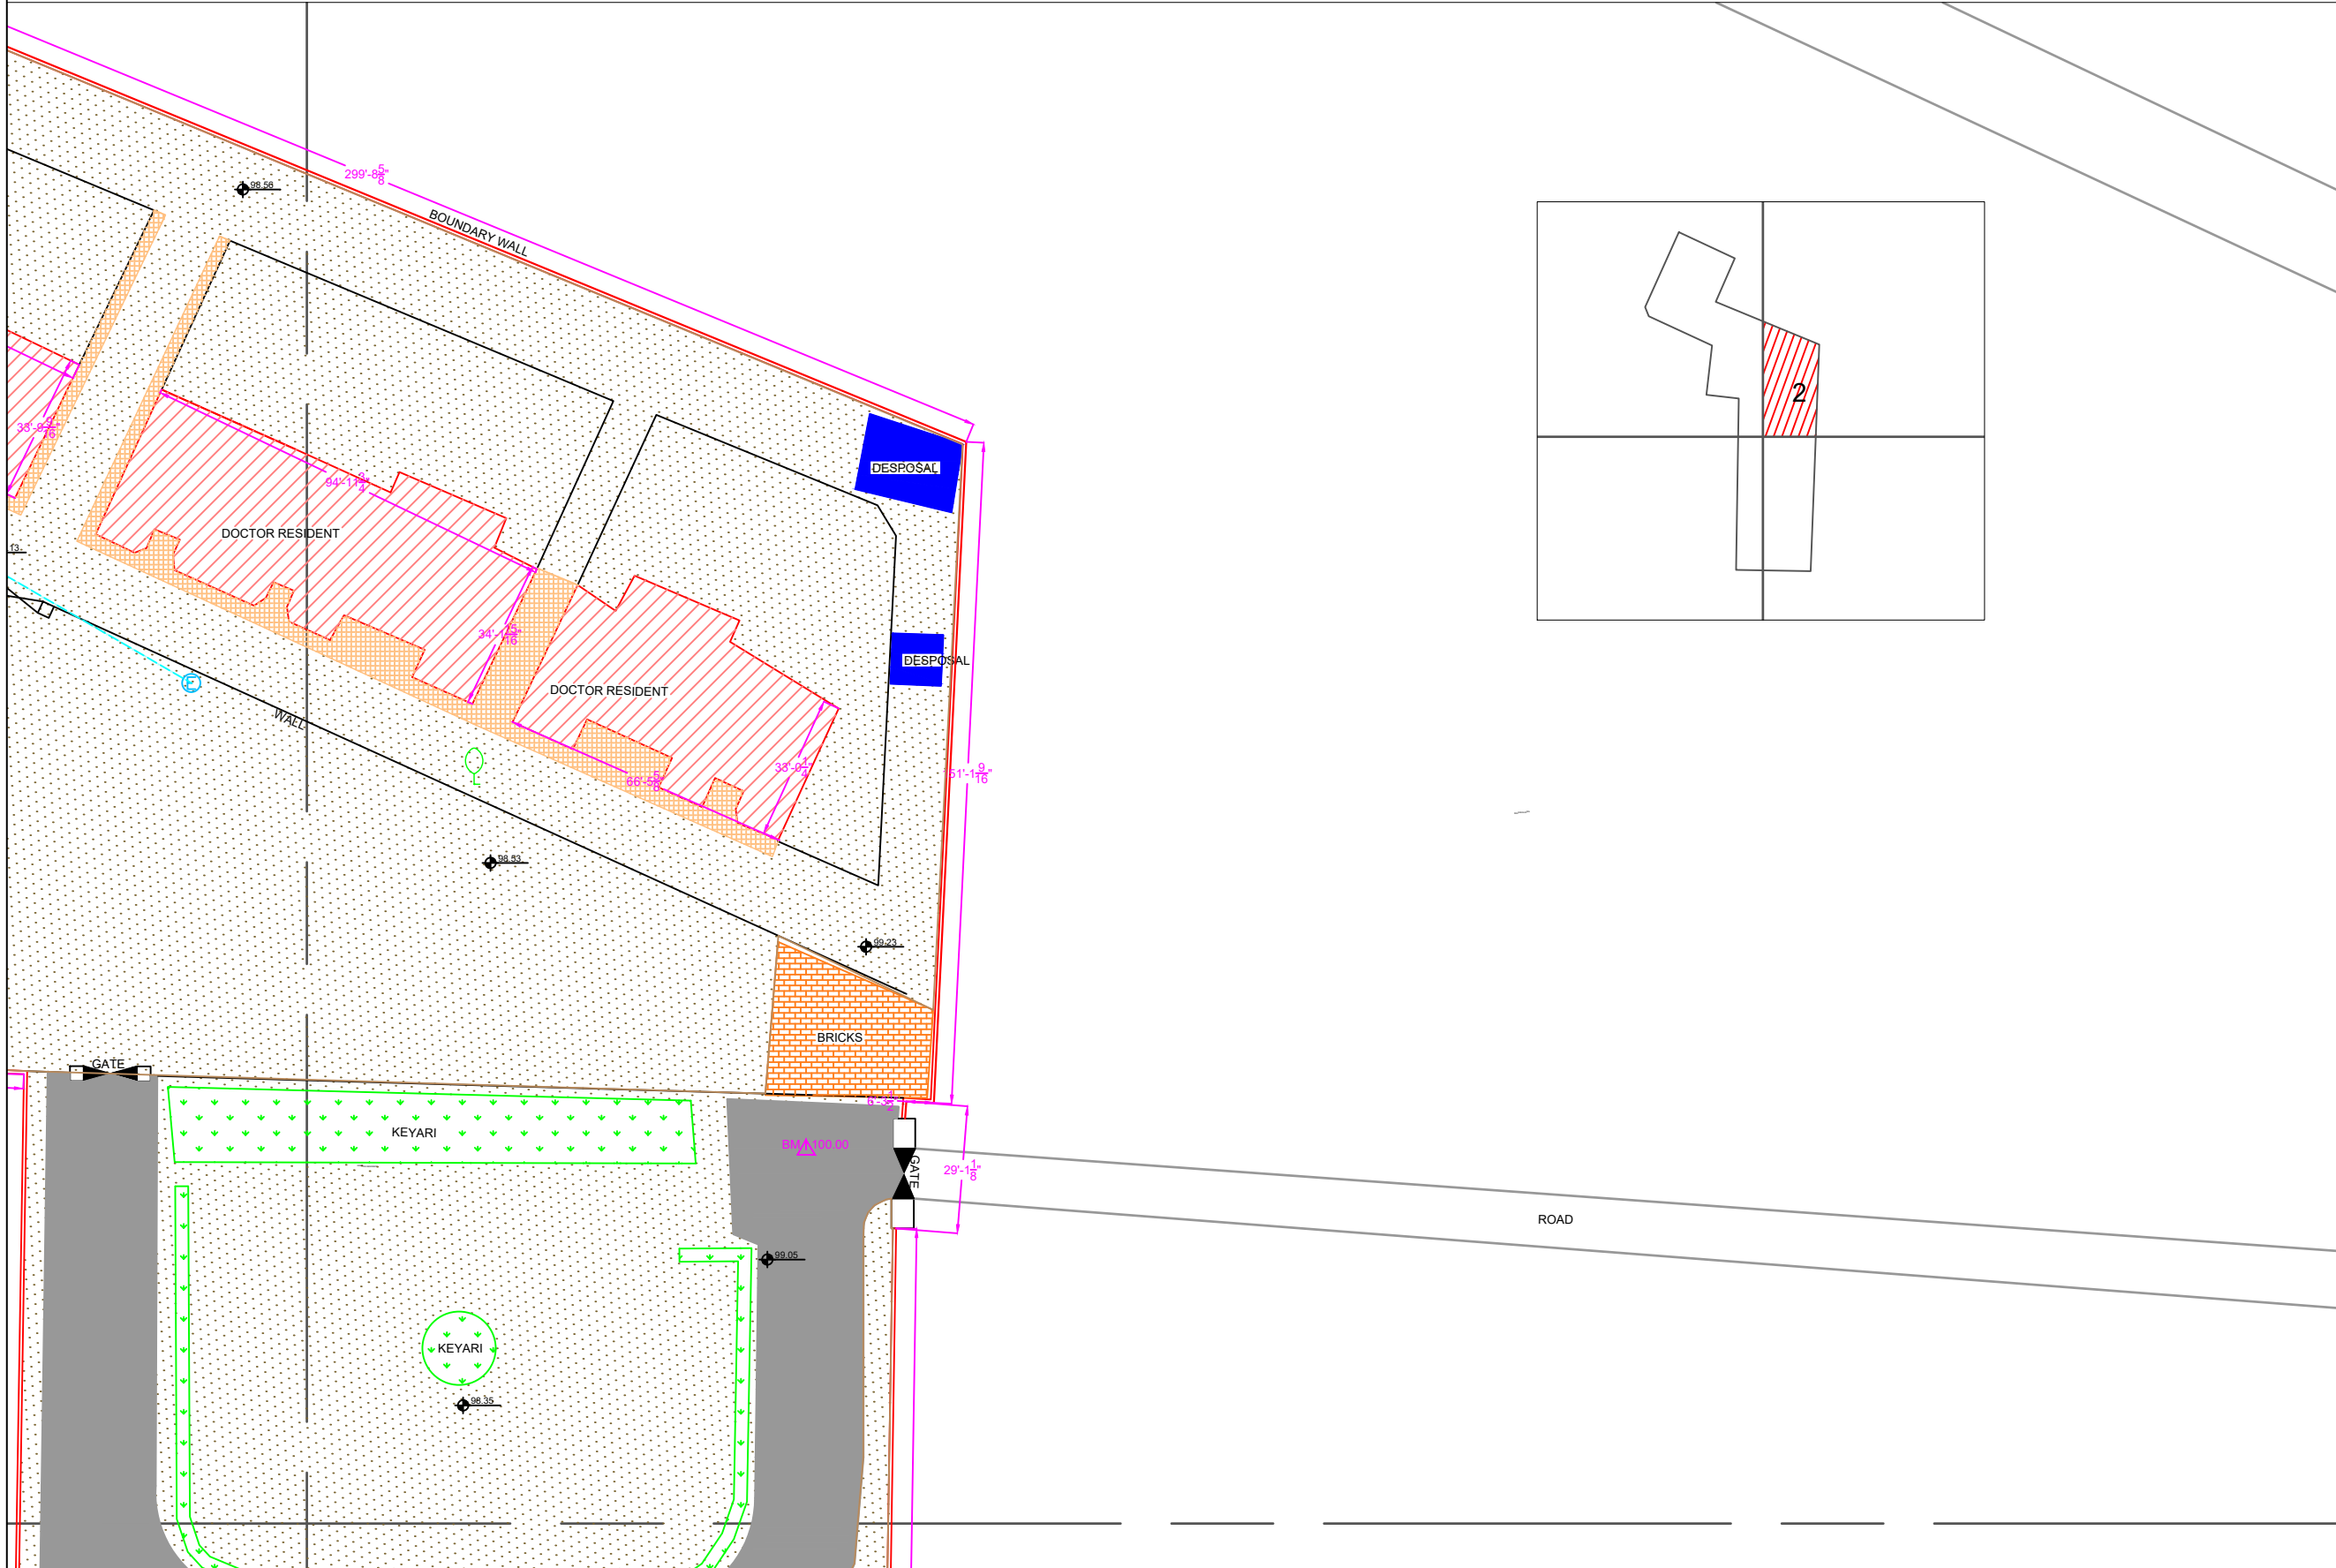 299'-8 5/8"
BOUNDARY WALL
98.58
2
33'-9 3/16"
94'-11 3/4"
DESPOSAL
DOCTOR RESIDENT
34'-1 15/16"
DESPOSAL
DOCTOR RESIDENT
WALL
66'-5 5/8"
33'-0 1/4"
51'-1 9/16"
98.53
99.23
BRICKS
GATE
KEYARI
BM 100.00
GATE
29'-1 1/8"
ROAD
99.05
KEYARI
98.35